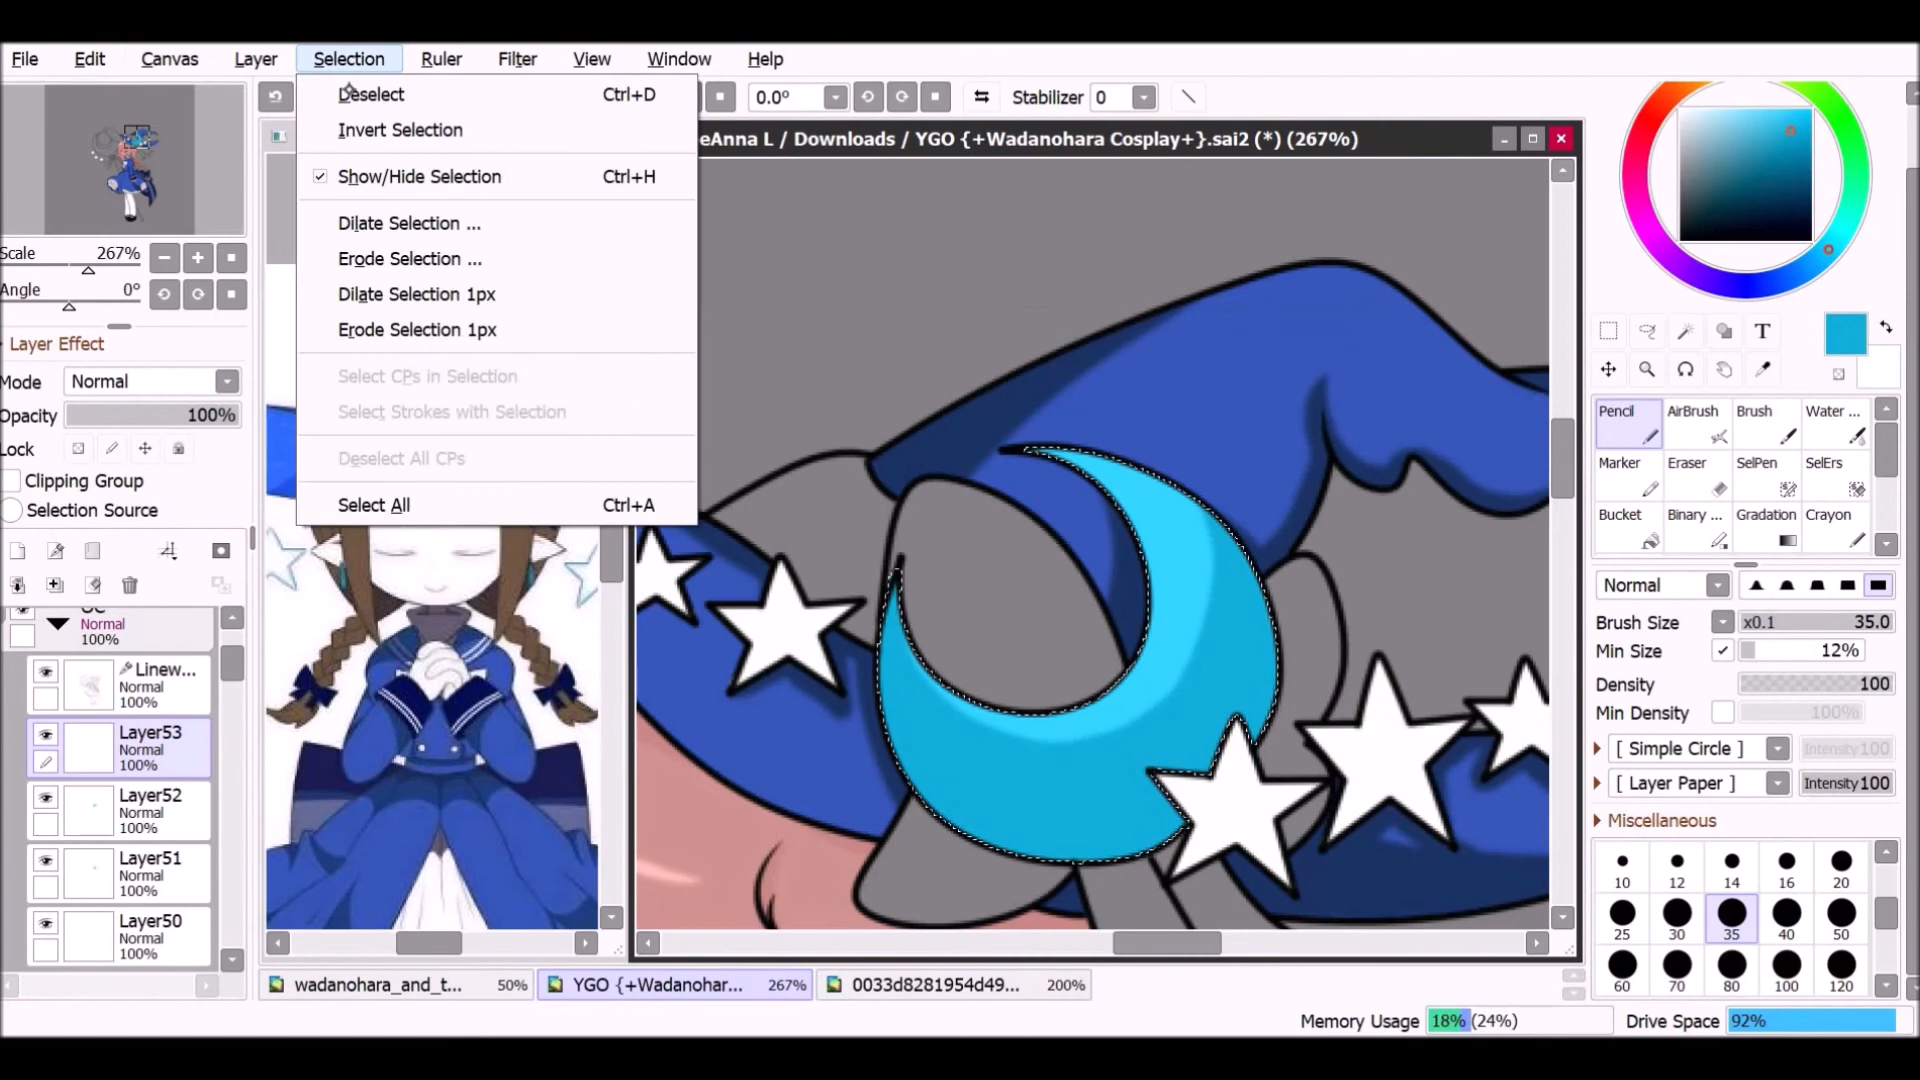 File Edit Canvas Layer Selection Ruler Filter View Window Help
Deselect Ctrl+D
Invert Selection
Show/Hide Selection Ctrl+H
Dilate Selection ...
Erode Selection ...
Dilate Selection 1px
Erode Selection 1px
Select CPs in Selection
Select Strokes with Selection
Deselect All CPs
Select All Ctrl+A
0.0° Stabilizer 0
eAnna L / Downloads / YGO {+Wadanohara Cosplay+}.sai2 (*) (267%)
Scale 267%
Angle 0°
Layer Effect
Mode Normal
Opacity 100%
Lock
Clipping Group
Selection Source
OC
Normal
100%
Linew...
Normal
100%
Layer53
Normal
100%
Layer52
Normal
100%
Layer51
Normal
100%
Layer50
Normal
100%
T
Pencil AirBrush Brush Water ...
Marker Eraser SelPen SelErs
Bucket Binary ... Gradation Crayon
Normal
Brush Size x0.1 35.0
Min Size 12%
Density 100
Min Density 100%
[ Simple Circle ] Intensity 100
[ Layer Paper ] Intensity 100
Miscellaneous
10 12 14 16 20
25 30 35 40 50
60 70 80 100 120
wadanohara_and_t... 50% YGO {+Wadanohar... 267% 0033d8281954d49... 200%
Memory Usage 18% (24%) Drive Space 92%